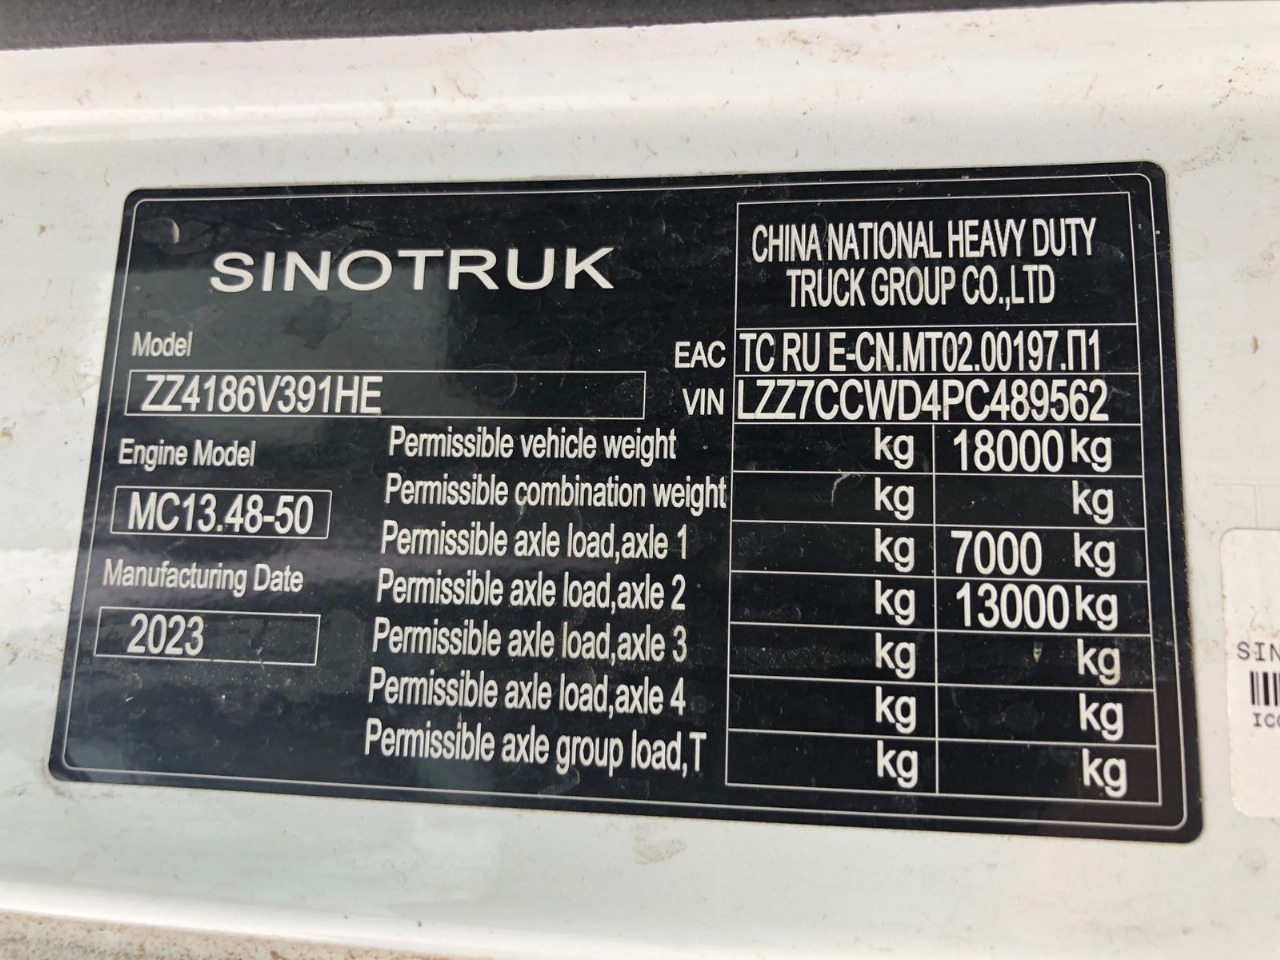 SINOTRUK
CHINA NATIONAL HEAVY DUTY
TRUCK GROUP CO.,LTD
Model
ZZ4186V391HE
EAC TC RU E-CN.MT02.00197.П1
VIN LZZ7CCWD4PC489562
Engine Model
MC13.48-50
Manufacturing Date
2023
Permissible vehicle weight kg 18000 kg
Permissible combination weight kg kg
Permissible axle load,axle 1 kg 7000 kg
Permissible axle load,axle 2 kg 13000 kg
Permissible axle load,axle 3 kg kg
Permissible axle load,axle 4 kg kg
Permissible axle group load,T kg kg